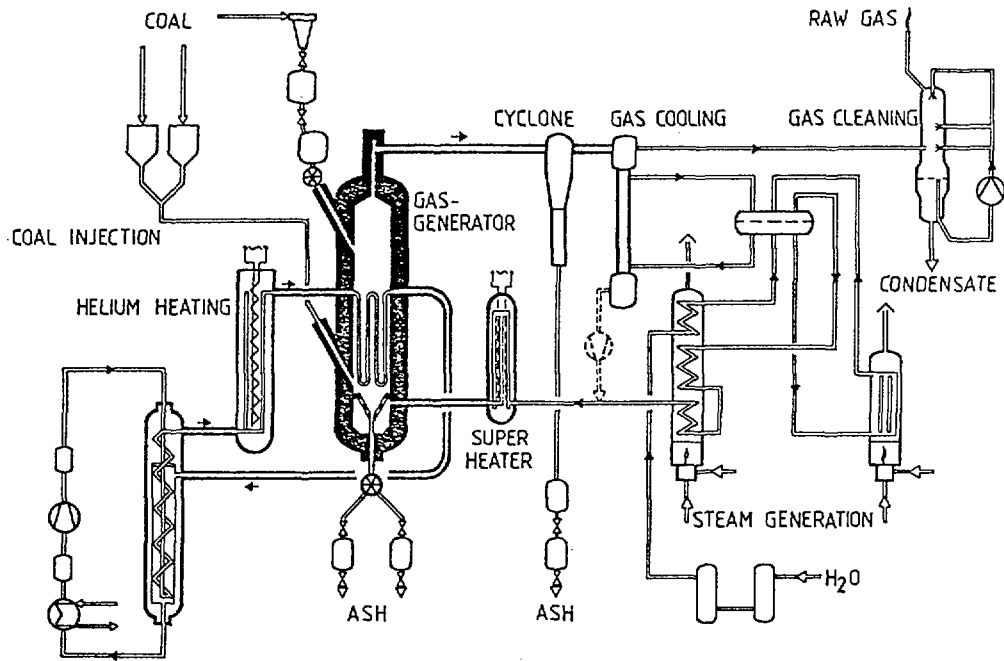 COAL
RAW GAS
CYCLONE
GAS COOLING
GAS CLEANING
GAS-
GENERATOR
COAL INJECTION
CONDENSATE
HELIUM HEATING
SUPER
HEATER
STEAM GENERATION
H₂O
ASH
ASH